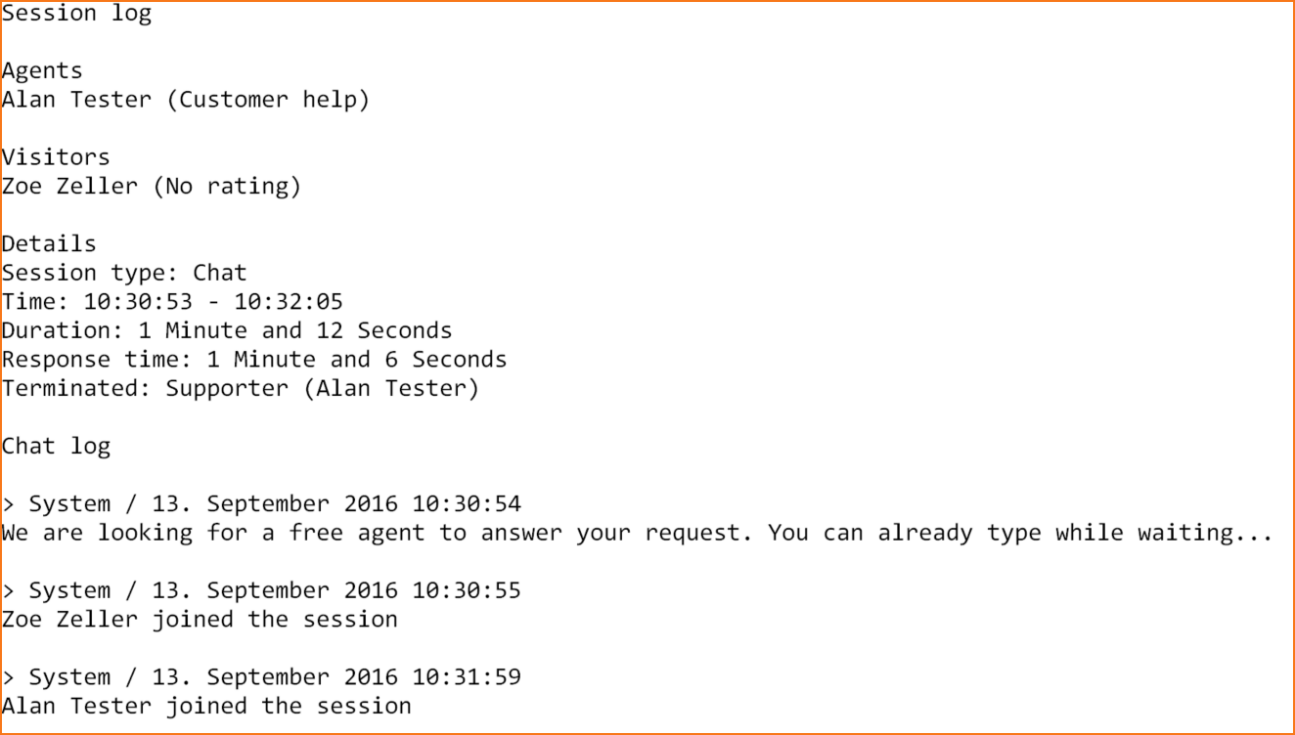 Session log
Agents
Alan Tester (Customer help)
Visitors
Zoe Zeller (No rating)
Details
Session type: Chat
Time: 10:30:53 - 10:32:05
Duration: 1 Minute and 12 Seconds
Response time: 1 Minute and 6 Seconds
Terminated: Supporter (Alan Tester)
Chat log
> System / 13. September 2016 10:30:54
We are looking for a free agent to answer your request. You can already type while waiting...
> System / 13. September 2016 10:30:55
Zoe Zeller joined the session
> System / 13. September 2016 10:31:59
Alan Tester joined the session